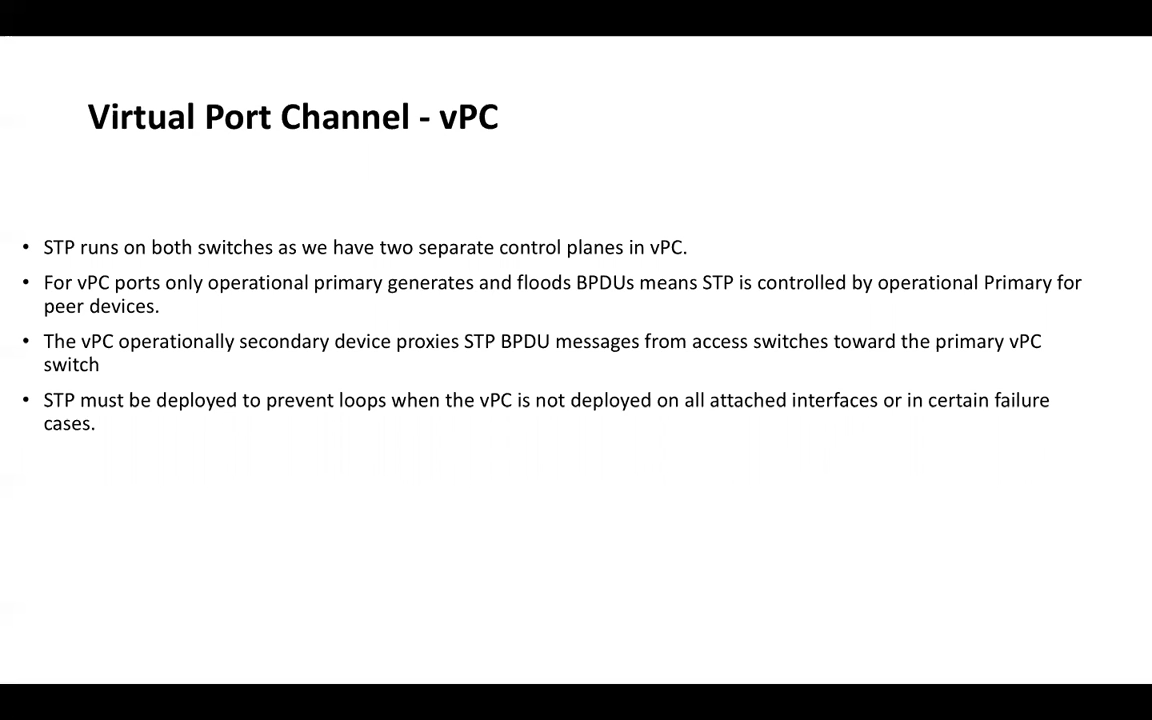 Virtual Port Channel - vPC
• STP runs on both switches as we have two separate control planes in vPC.
• For vPC ports only operational primary generates and floods BPDUs means STP is controlled by operational Primary for
peer devices.
• The vPC operationally secondary device proxies STP BPDU messages from access switches toward the primary vPC
switch
• STP must be deployed to prevent loops when the vPC is not deployed on all attached interfaces or in certain failure
cases.